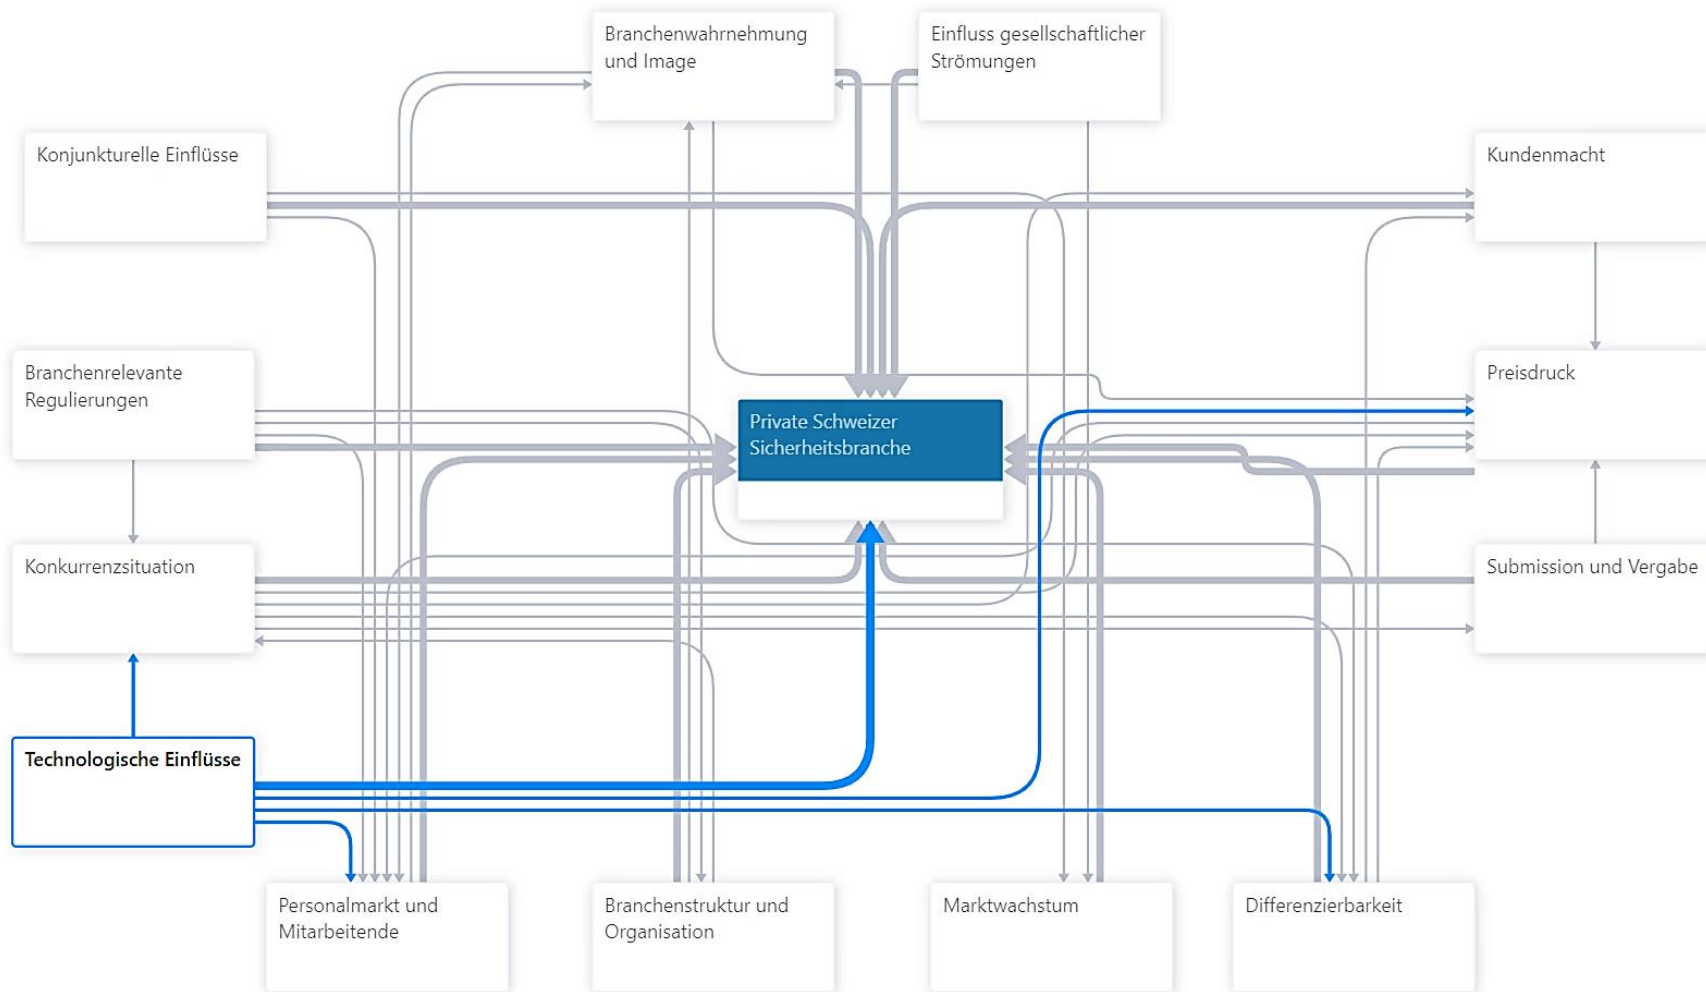 Branchenwahrnehmung
und Image
Einfluss gesellschaftlicher
Strömungen
Konjunkturelle Einflüsse
Kundenmacht
Branchenrelevante
Regulierungen
Preisdruck
Private Schweizer
Sicherheitsbranche
Konkurrenzsituation
Submission und Vergabe
Technologische Einflüsse
Personalmarkt und
Mitarbeitende
Branchenstruktur und
Organisation
Marktwachstum
Differenzierbarkeit